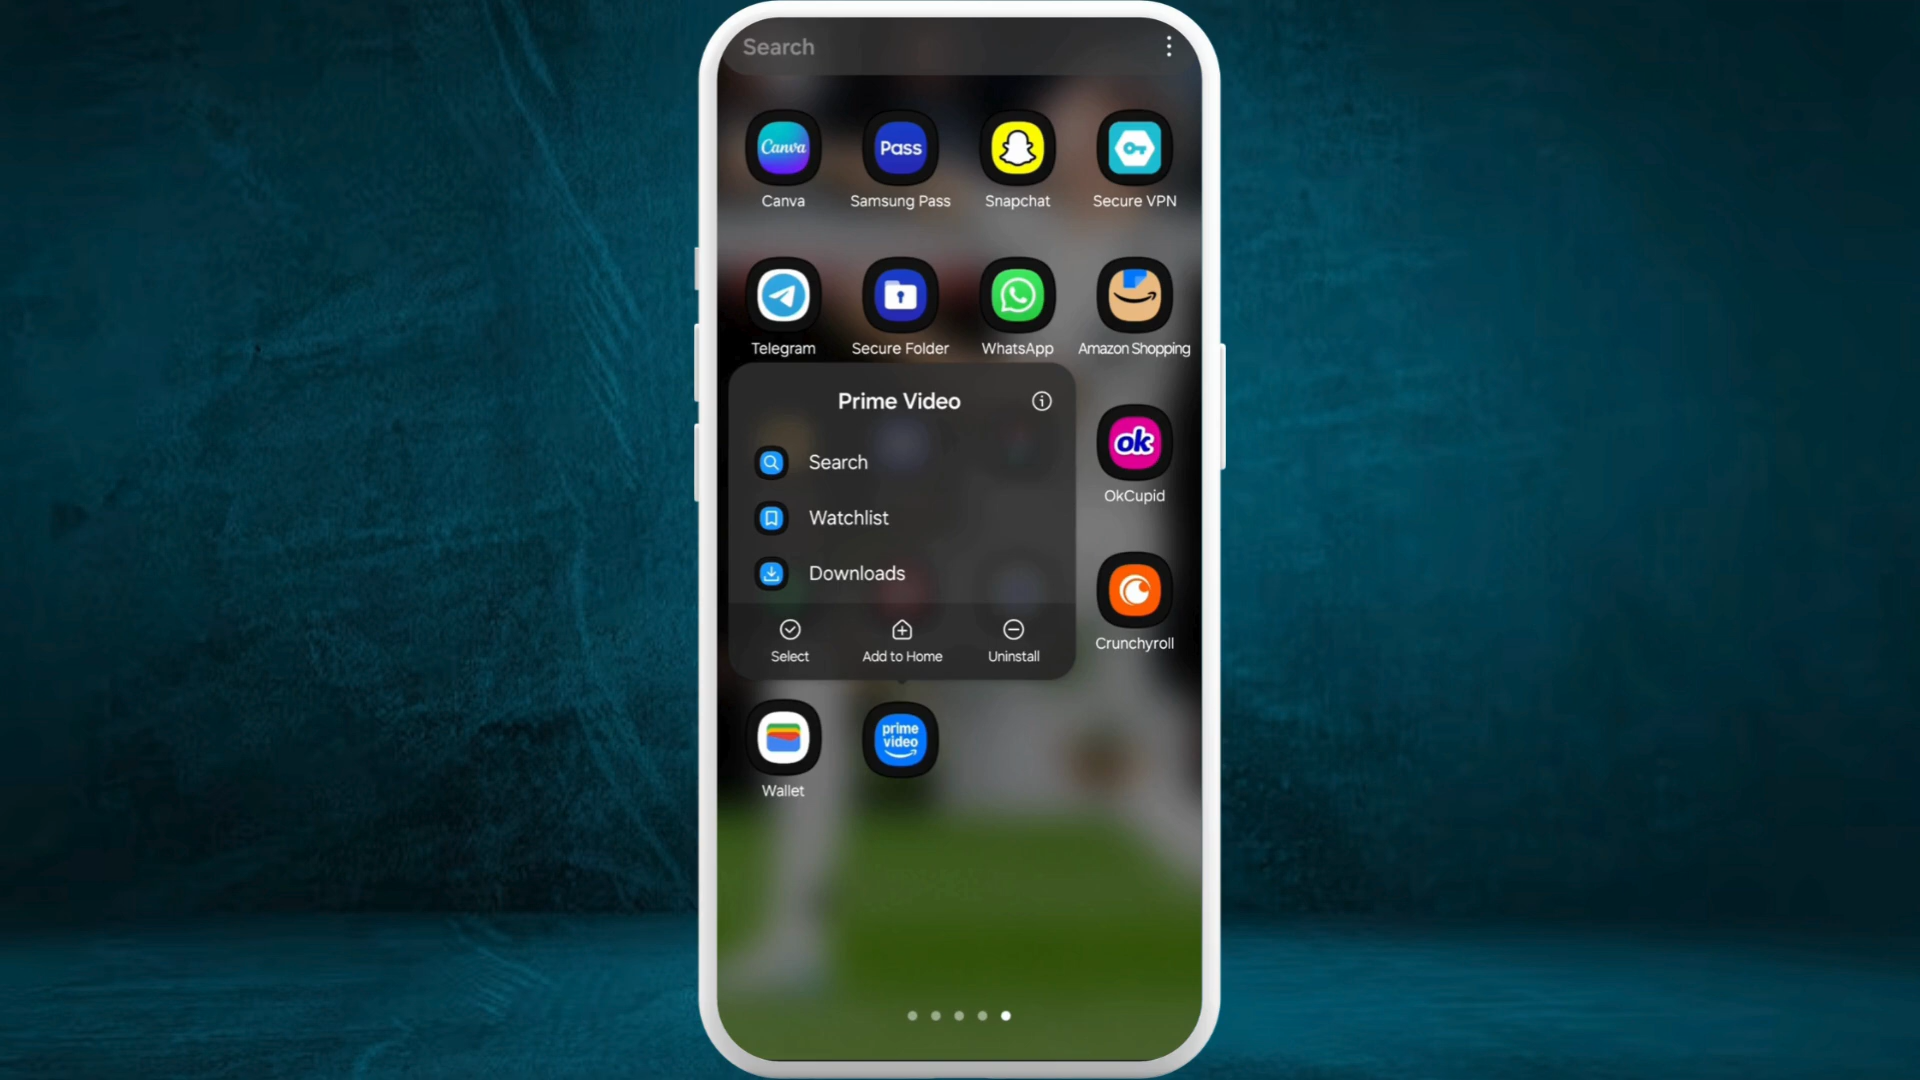 Search
Canva
Pass
Canva
Samsung Pass
Snapchat
Secure VPN
Telegram
Secure Folder
WhatsApp
Amazon Shopping
Prime Video
Search
Watchlist
Downloads
Select
Add to Home
Uninstall
ok
OkCupid
Crunchyroll
prime
video
Wallet